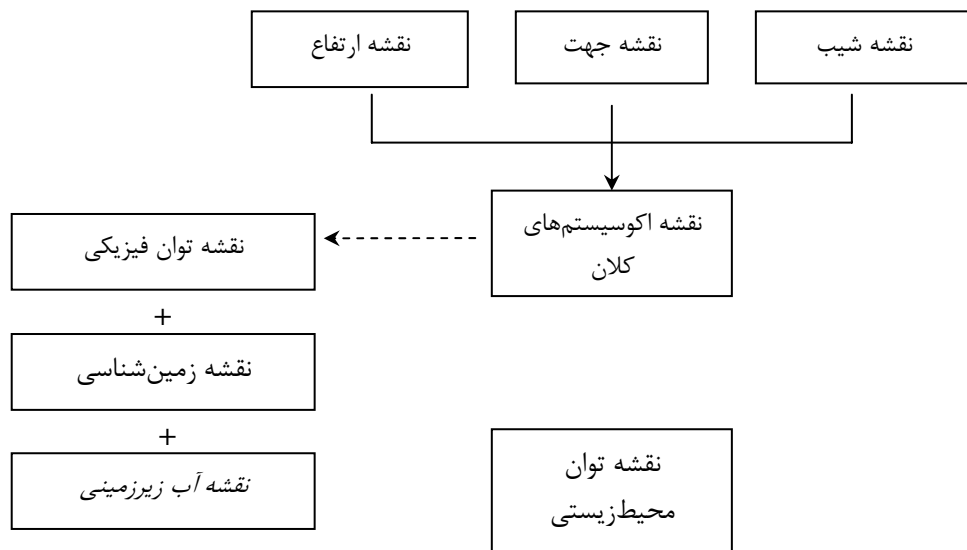 نقشه شیب
نقشه جهت
نقشه ارتفاع
نقشه اکوسیستم‌های
کلان
نقشه توان فیزیکی
+
نقشه زمین‌شناسی
+
نقشه آب زیرزمینی
نقشه توان
محیط‌زیستی